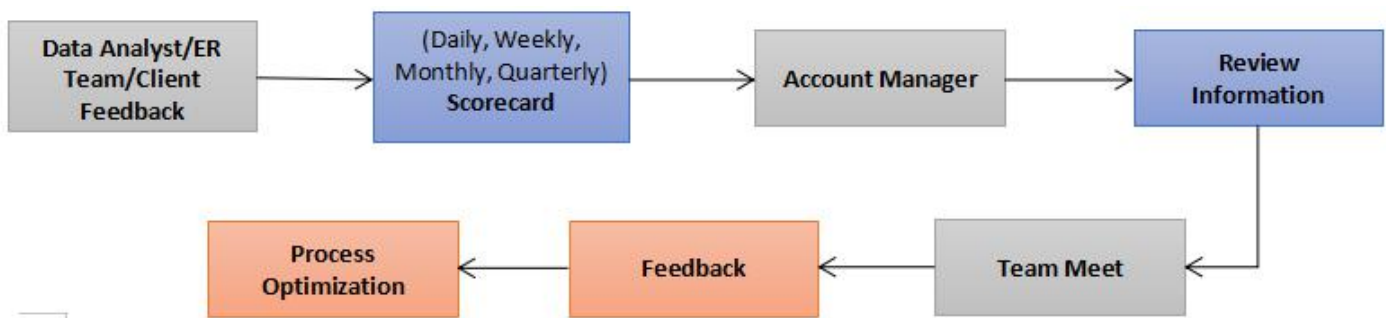 Data Analyst/ER
Team/Client
Feedback
(Daily, Weekly,
Monthly, Quarterly)
Scorecard
Account Manager
Review
Information
Process
Optimization
Feedback
Team Meet